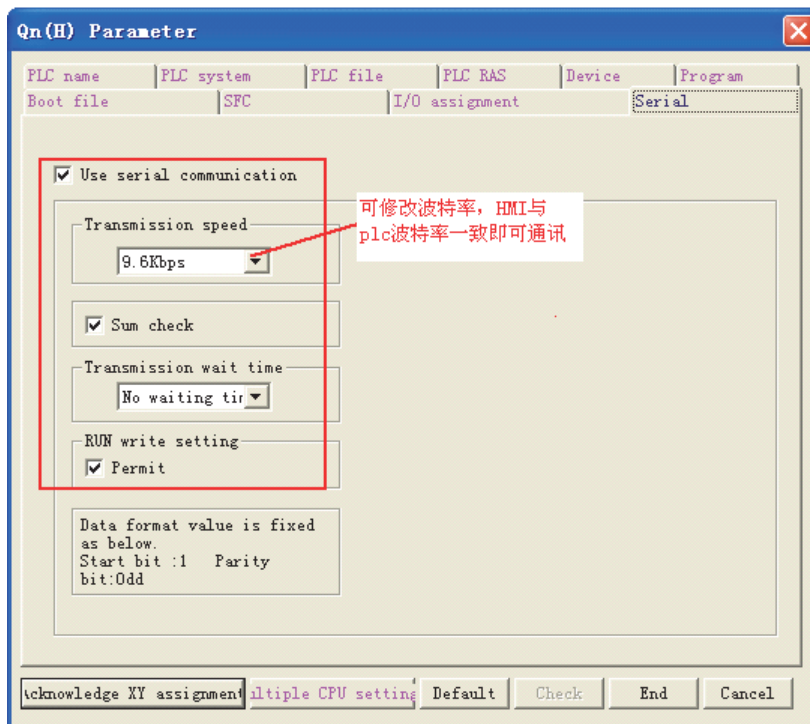 Qn(H) Parameter
PLC name PLC system PLC file PLC RAS Device Program
Boot file SFC I/O assignment Serial
Use serial communication
可修改波特率，HMI与
plc波特率一致即可通讯
Transmission speed
9.6Kbps
Sum check
Transmission wait time
No waiting tir
RUN write setting
Permit
Data format value is fixed
as below.
Start bit :1 Parity
bit:Odd
cknowledge XY assignment ltiple CPU setting Default Check End Cancel